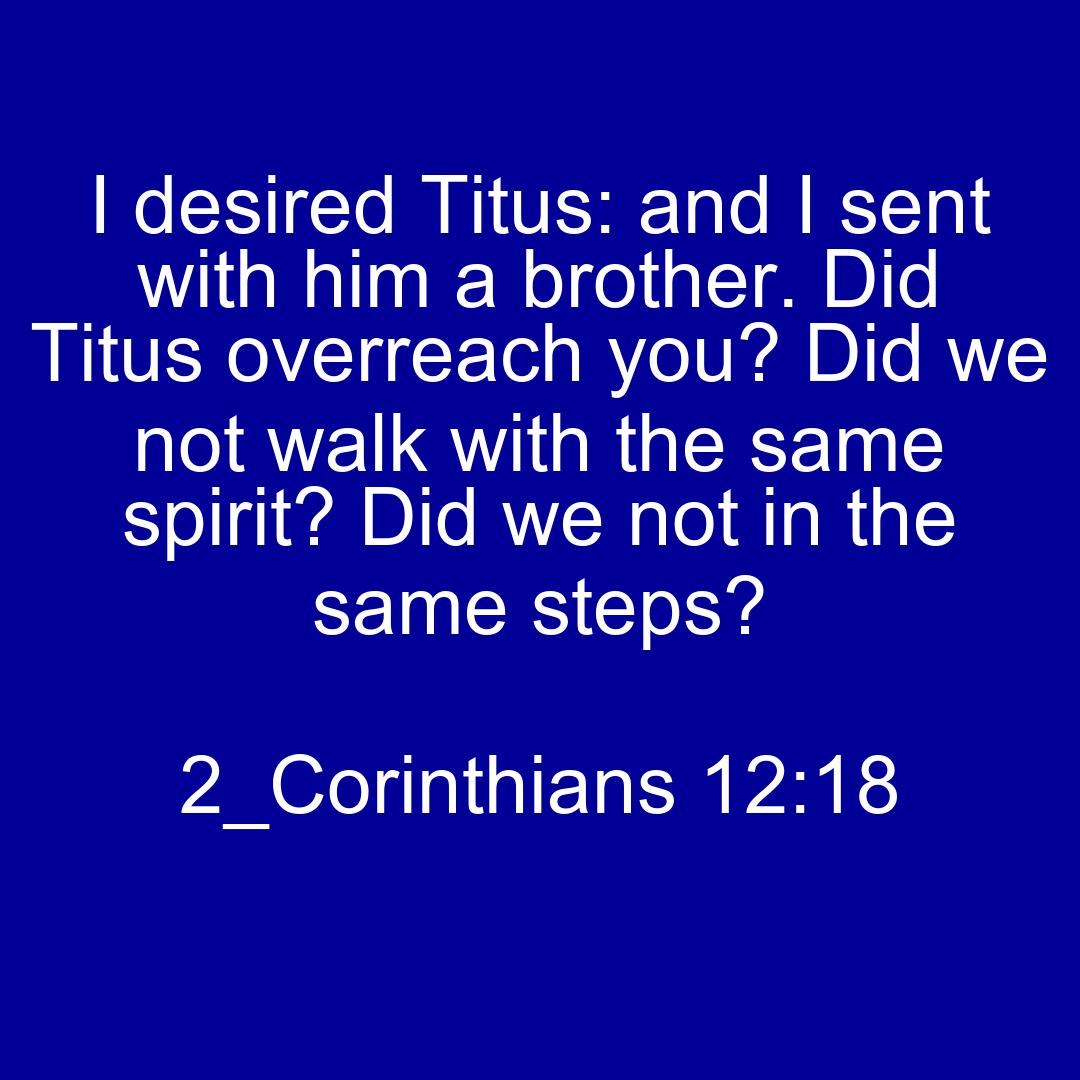 I desired Titus: and I sent
with him a brother. Did
Titus overreach you? Did we
not walk with the same
spirit? Did we not in the
same steps?
2_Corinthians 12:18